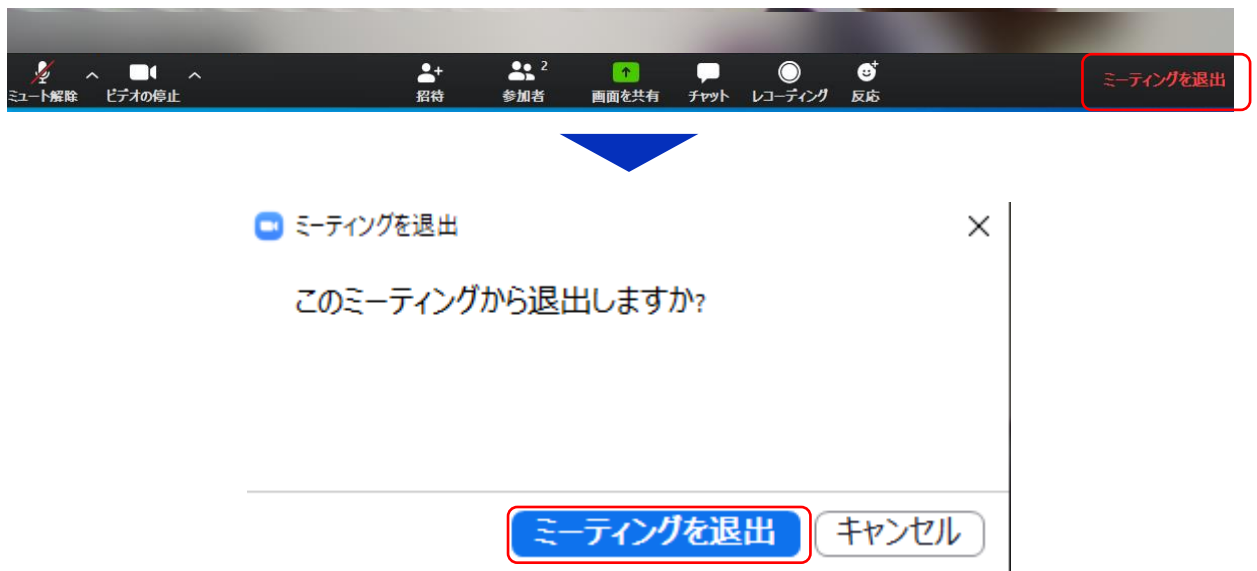 ミュート解除 ビデオの停止 招待 参加者 2 画面を共有 チャット レコーディング 反応 ミーティングを退出
ミーティングを退出
このミーティングから退出しますか?
ミーティングを退出 キャンセル